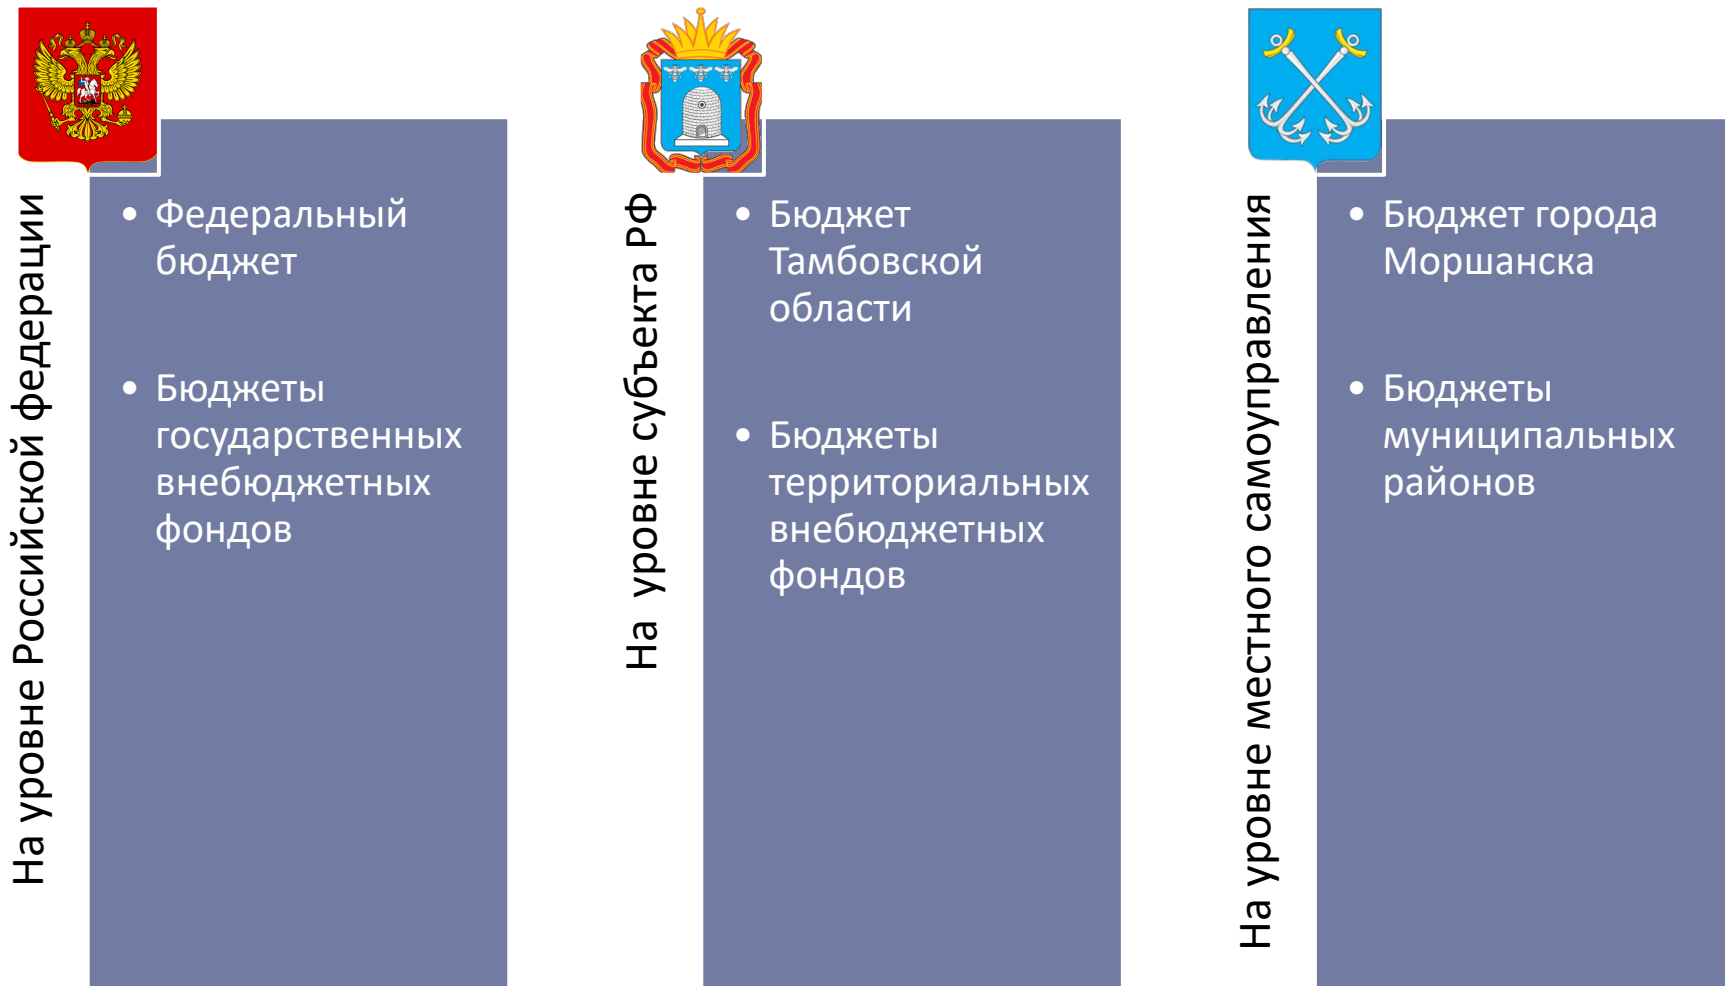 На уровне Российской федерации
• Федеральный
бюджет
• Бюджеты
государственных
внебюджетных
фондов
На уровне субъекта РФ
• Бюджет
Тамбовской
области
• Бюджеты
территориальных
внебюджетных
фондов
На уровне местного самоуправления
• Бюджет города
Моршанска
• Бюджеты
муниципальных
районов